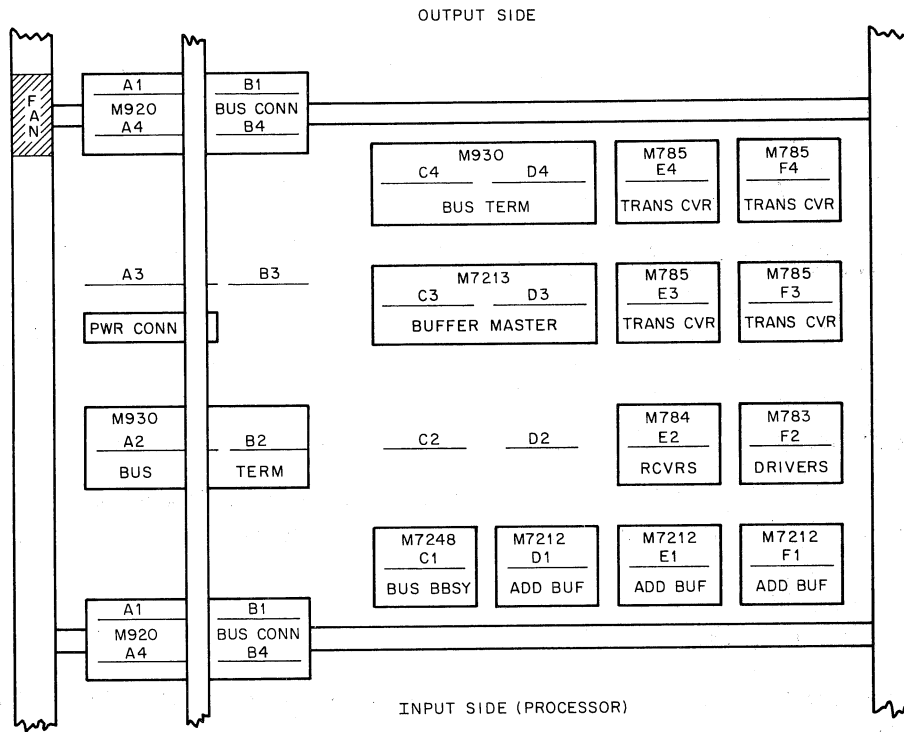 OUTPUT SIDE
FAN
A1 B1
M920 BUS CONN
A4 B4
M930
C4 D4
BUS TERM
M785
E4
TRANS CVR
M785
F4
TRANS CVR
A3 B3
PWR CONN
M7213
C3 D3
BUFFER MASTER
M785
E3
TRANS CVR
M785
F3
TRANS CVR
M930
A2 B2
BUS TERM
C2 D2
M784
E2
RCVRS
M783
F2
DRIVERS
M7248
C1
BUS BBSY
M7212
D1
ADD BUF
M7212
E1
ADD BUF
M7212
F1
ADD BUF
A1 B1
M920 BUS CONN
A4 B4
INPUT SIDE (PROCESSOR)